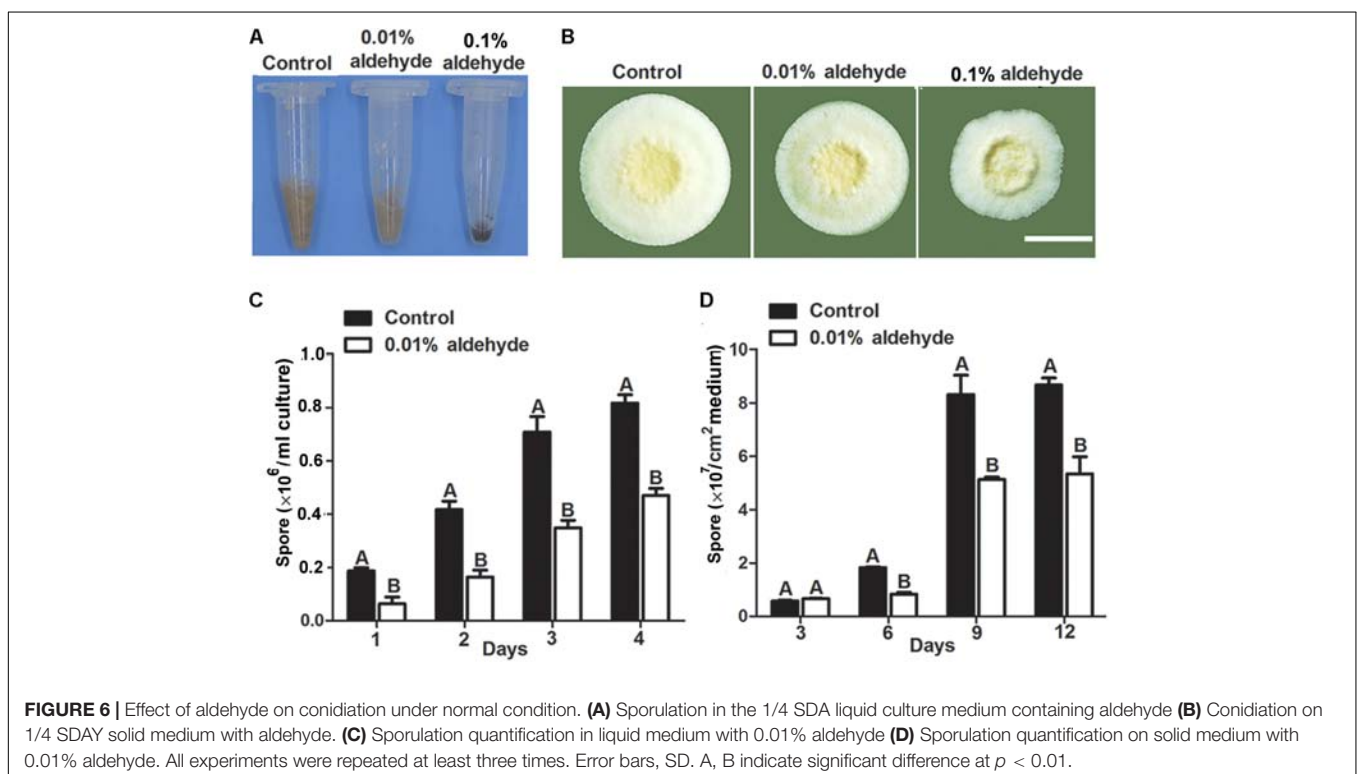 A
Control
0.01%
aldehyde
0.1%
aldehyde
B
Control
0.01% aldehyde
0.1% aldehyde
C
Control
0.01% aldehyde
Spore (×10⁶/ml culture)
1.0
0.8
0.6
0.4
0.2
0.0
A
B
A
B
A
B
A
B
1
2
3
4
Days
D
Control
0.01% aldehyde
Spore (×10⁷/cm² medium)
10
8
6
4
2
0
A
A
A
B
A
B
A
B
3
6
9
12
Days
FIGURE 6 | Effect of aldehyde on conidiation under normal condition. (A) Sporulation in the 1/4 SDA liquid culture medium containing aldehyde (B) Conidiation on
1/4 SDAY solid medium with aldehyde. (C) Sporulation quantification in liquid medium with 0.01% aldehyde (D) Sporulation quantification on solid medium with
0.01% aldehyde. All experiments were repeated at least three times. Error bars, SD. A, B indicate significant difference at p < 0.01.